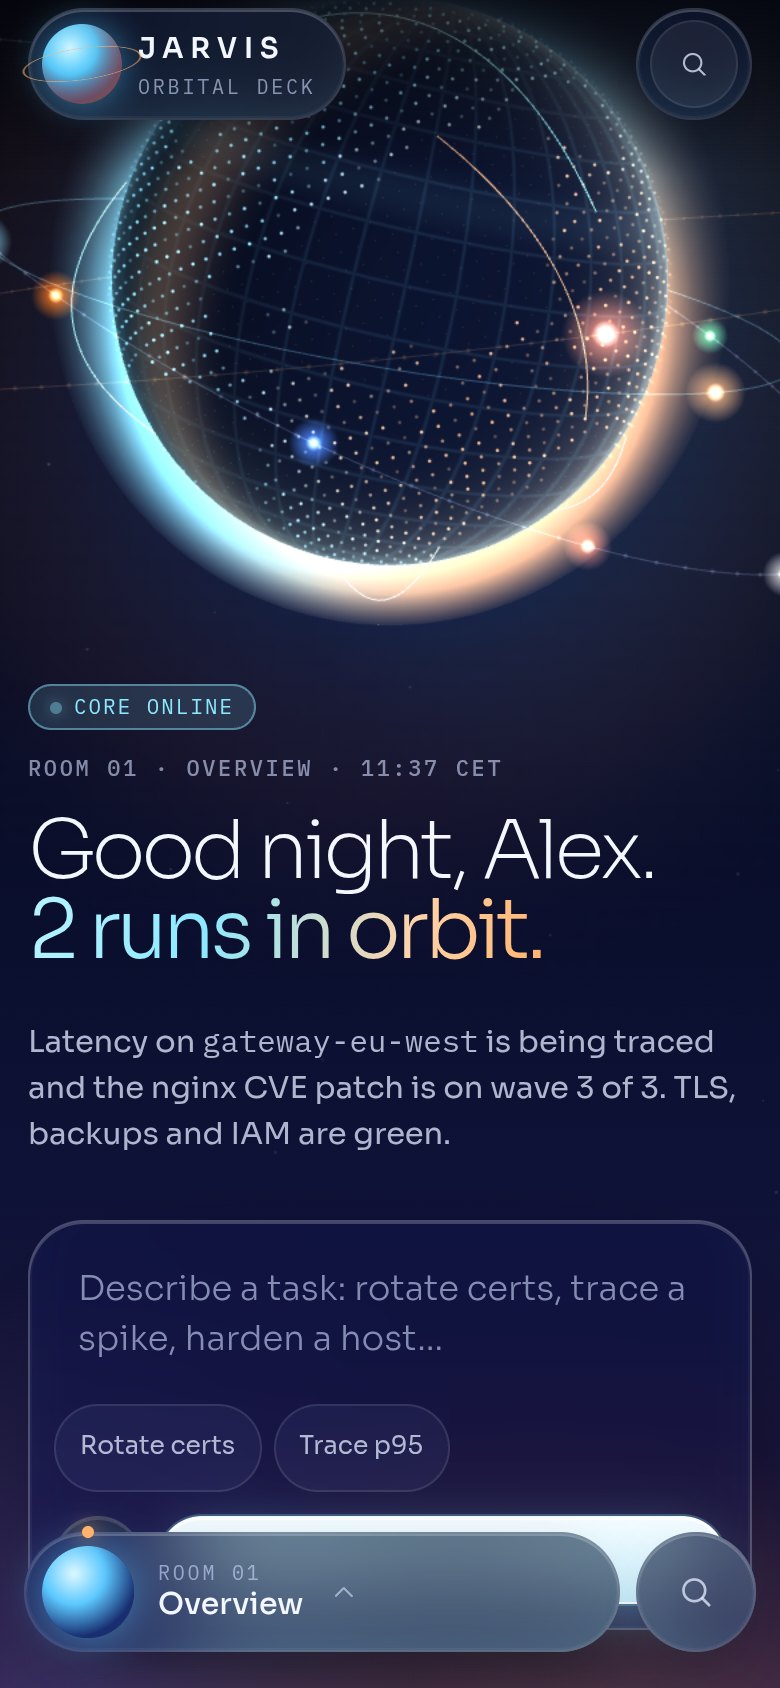 JARVIS
ORBITAL DECK
CORE ONLINE
ROOM 01 · OVERVIEW · 11:37 CET
Good night, Alex.
2 runs in orbit.
Latency on gateway-eu-west is being traced
and the nginx CVE patch is on wave 3 of 3. TLS,
backups and IAM are green.
Describe a task: rotate certs, trace a
spike, harden a host...
Rotate certs
Trace p95
ROOM 01
Overview